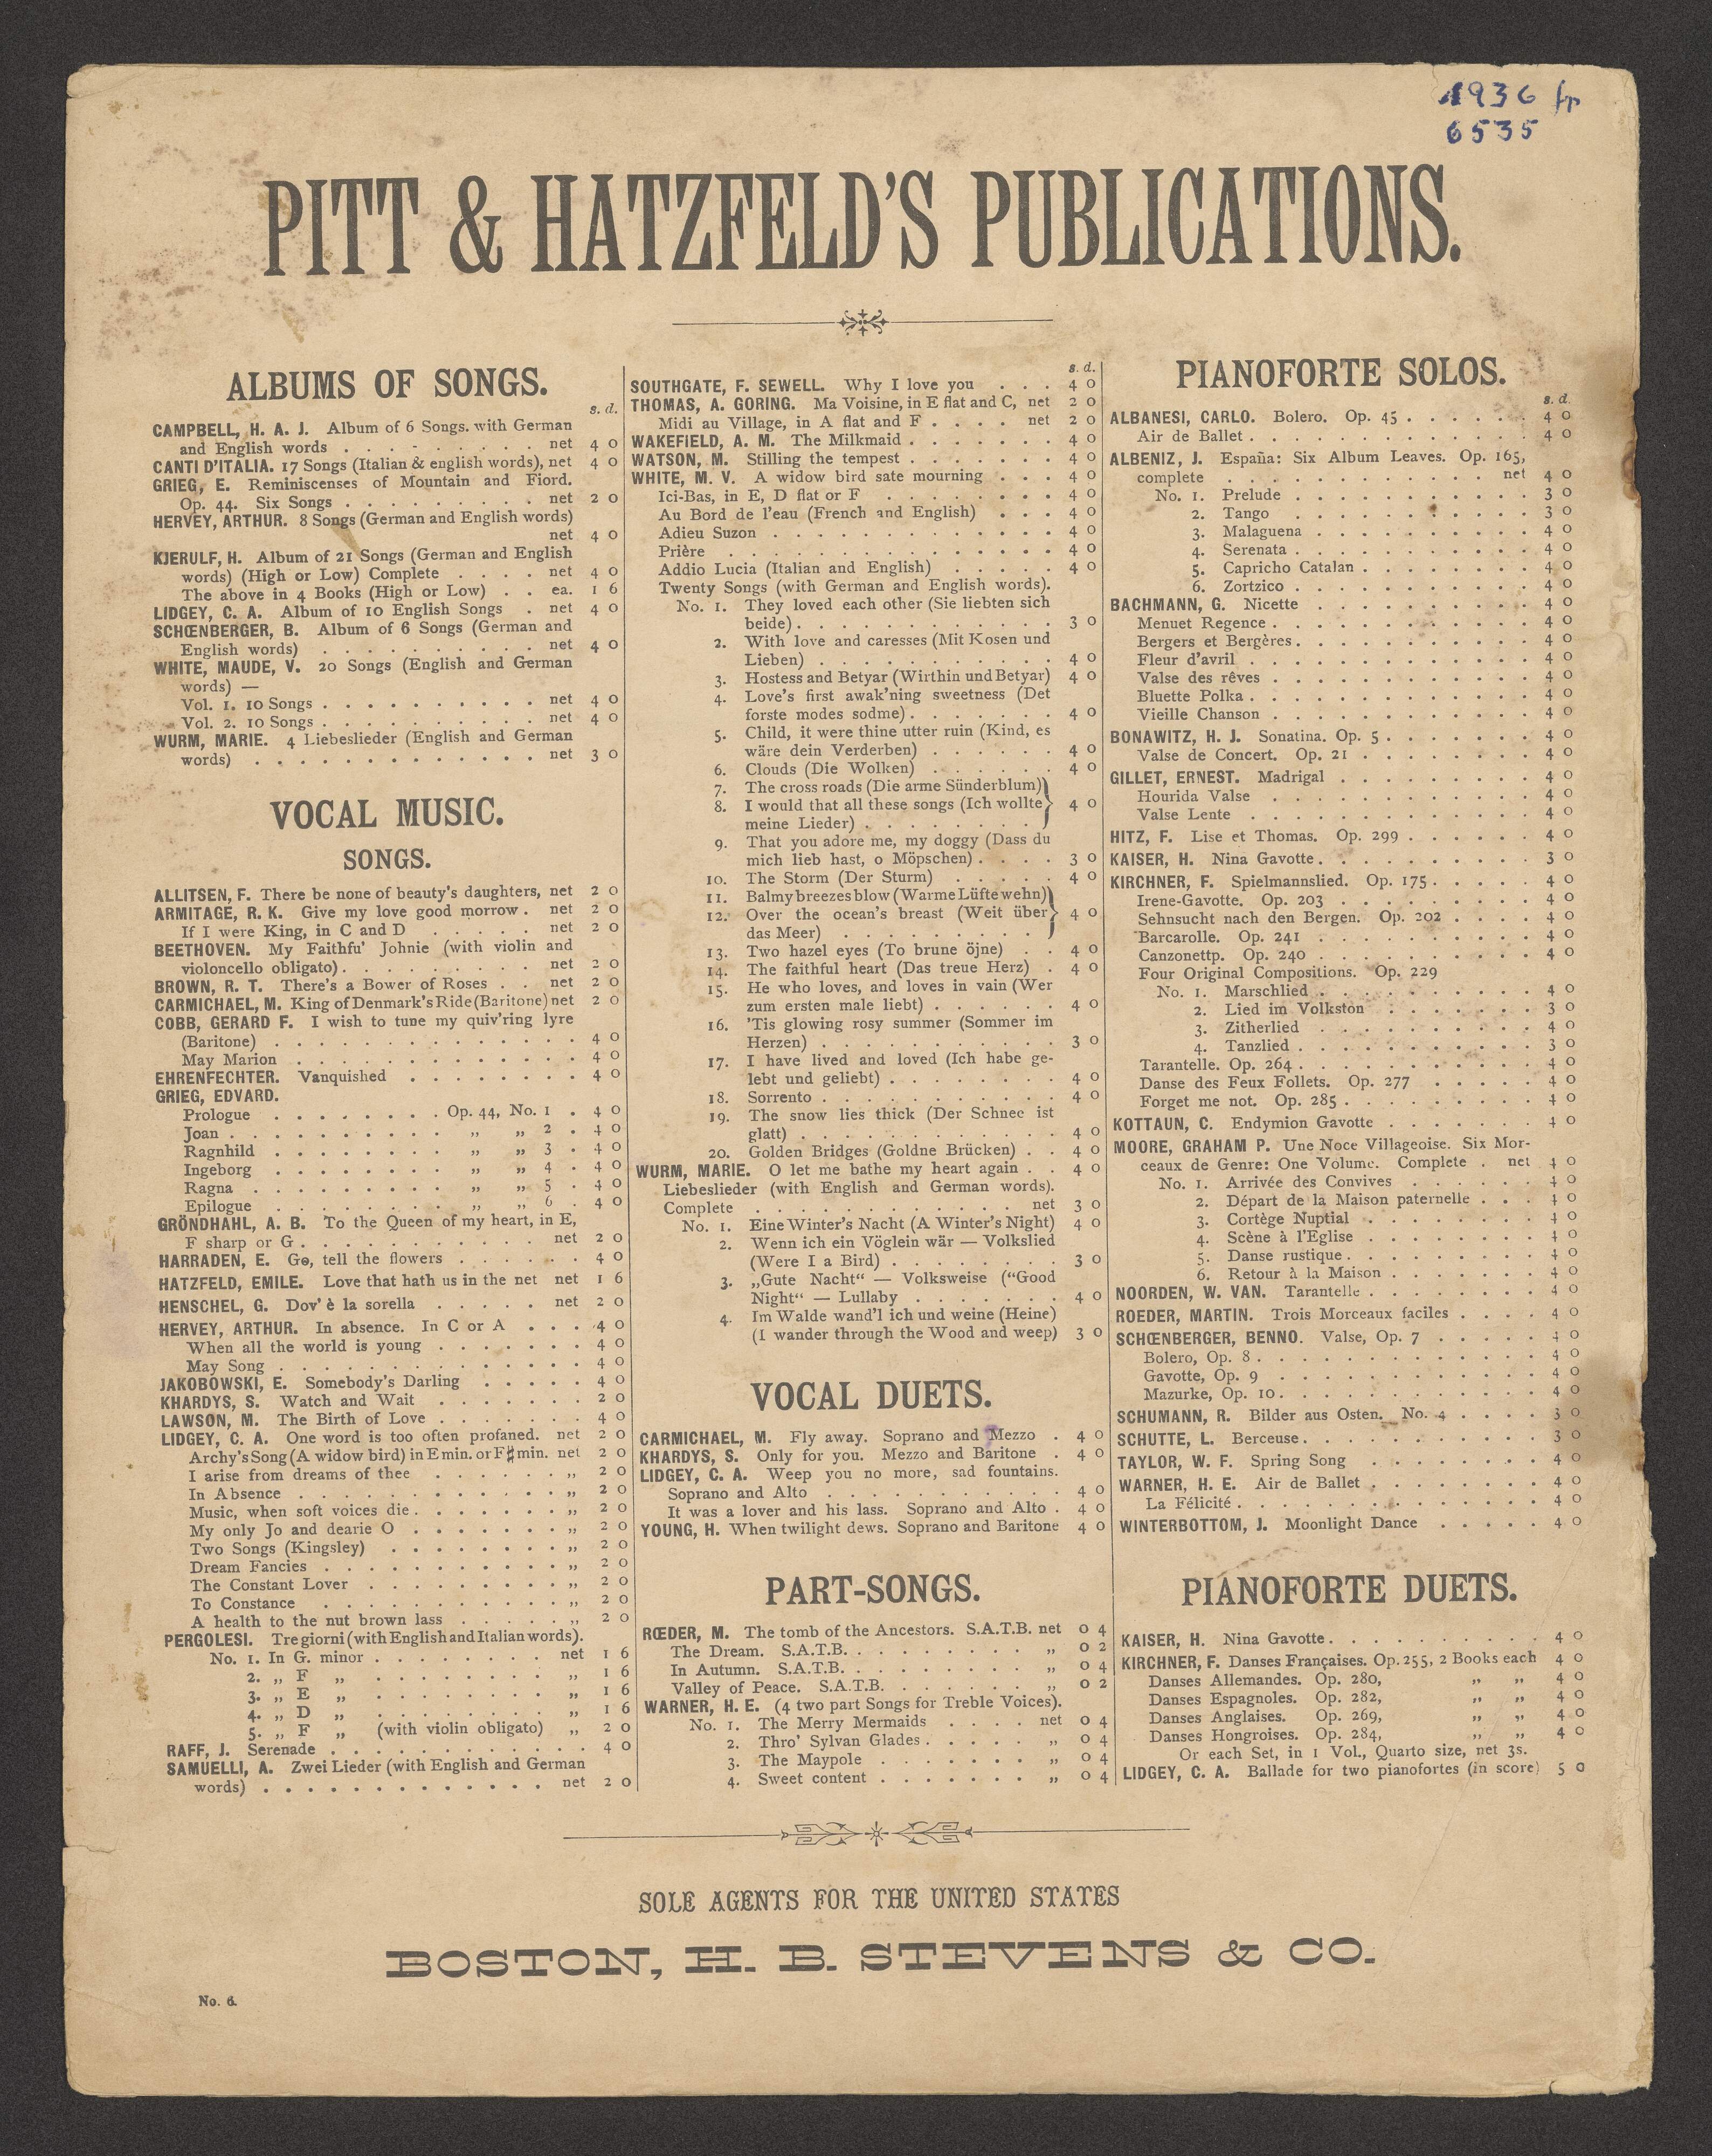 1936
6535
PITT & HATZFELD'S PUBLICATIONS.
ALBUMS OF SONGS.
s. d.
CAMPBELL, H. A. J. Album of 6 Songs. with German
and English words . . . . . . . . . net 4 0
CANTI D'ITALIA. 17 Songs (Italian & english words), net 4 0
GRIEG, E. Reminiscenses of Mountain and Fiord.
Op. 44. Six Songs . . . . . . . . . net 2 0
HERVEY, ARTHUR. 8 Songs (German and English words)
net 4 0
KJERULF, H. Album of 21 Songs (German and English
words) (High or Low) Complete . . . . net 4 0
The above in 4 Books (High or Low) . . ea. 1 6
LIDGEY, C. A. Album of 10 English Songs . net 4 0
SCHŒNBERGER, B. Album of 6 Songs (German and
English words) . . . . . . . . . . net 4 0
WHITE, MAUDE, V. 20 Songs (English and German
words) —
Vol. 1. 10 Songs . . . . . . . . . . net 4 0
Vol. 2. 10 Songs . . . . . . . . . . net 4 0
WURM, MARIE. 4 Liebeslieder (English and German
words) . . . . . . . . . . . . . net 3 0
VOCAL MUSIC.
SONGS.
ALLITSEN, F. There be none of beauty's daughters, net 2 0
ARMITAGE, R. K. Give my love good morrow . net 2 0
If I were King, in C and D . . . . . net 2 0
BEETHOVEN. My Faithfu' Johnie (with violin and
violoncello obligato) . . . . . . . . . net 2 0
BROWN, R. T. There's a Bower of Roses . . net 2 0
CARMICHAEL, M. King of Denmark's Ride (Baritone) net 2 0
COBB, GERARD F. I wish to tune my quiv'ring lyre
(Baritone) . . . . . . . . . . . . . . 4 0
May Marion . . . . . . . . . . . . . 4 0
EHRENFECHTER. Vanquished . . . . . . . . 4 0
GRIEG, EDVARD.
Prologue . . . . . . . . Op. 44, No. 1 . 4 0
Joan . . . . . . . . . . „ „ 2 . 4 0
Ragnhild . . . . . . . . „ „ 3 . 4 0
Ingeborg . . . . . . . . „ „ 4 . 4 0
Ragna . . . . . . . . . „ „ 5 . 4 0
Epilogue . . . . . . . . „ „ 6 . 4 0
GRÖNDHAHL, A. B. To the Queen of my heart, in E,
F sharp or G . . . . . . . . . . . net 2 0
HARRADEN, E. Go, tell the flowers . . . . . . 4 0
HATZFELD, EMILE. Love that hath us in the net net 1 6
HENSCHEL, G. Dov' è la sorella . . . . . net 2 0
HERVEY, ARTHUR. In absence. In C or A . . . 4 0
When all the world is young . . . . . . . 4 0
May Song . . . . . . . . . . . . . . 4 0
JAKOBOWSKI, E. Somebody's Darling . . . . . 4 0
KHARDYS, S. Watch and Wait . . . . . . . 2 0
LAWSON, M. The Birth of Love . . . . . . . 4 0
LIDGEY, C. A. One word is too often profaned. net 2 0
Archy's Song (A widow bird) in E min. or F♯ min. net 2 0
I arise from dreams of thee . . . . . . „ 2 0
In Absence . . . . . . . . . . . . „ 2 0
Music, when soft voices die . . . . . . . „ 2 0
My only Jo and dearie O . . . . . . . „ 2 0
Two Songs (Kingsley) . . . . . . . . „ 2 0
Dream Fancies . . . . . . . . . . . „ 2 0
The Constant Lover . . . . . . . . . „ 2 0
To Constance . . . . . . . . . . . „ 2 0
A health to the nut brown lass . . . . . „ 2 0
PERGOLESI. Tre giorni (with English and Italian words).
No. 1. In G. minor . . . . . . . . net 1 6
2. „ F „ . . . . . . . . „ 1 6
3. „ E „ . . . . . . . . „ 1 6
4. „ D „ . . . . . . . . „ 1 6
5. „ F „ (with violin obligato) „ 2 0
RAFF, J. Serenade . . . . . . . . . . . . 4 0
SAMUELLI, A. Zwei Lieder (with English and German
words) . . . . . . . . . . . . . net 2 0
s. d.
SOUTHGATE, F. SEWELL. Why I love you . . . 4 0
THOMAS, A. GORING. Ma Voisine, in E flat and C, net 2 0
Midi au Village, in A flat and F . . . . net 2 0
WAKEFIELD, A. M. The Milkmaid . . . . . . . 4 0
WATSON, M. Stilling the tempest . . . . . . . 4 0
WHITE, M. V. A widow bird sate mourning . . . 4 0
Ici-Bas, in E, D flat or F . . . . . . . . 4 0
Au Bord de l'eau (French and English) . . . 4 0
Adieu Suzon . . . . . . . . . . . . . 4 0
Prière . . . . . . . . . . . . . . . 4 0
Addio Lucia (Italian and English) . . . . . 4 0
Twenty Songs (with German and English words).
No. 1. They loved each other (Sie liebten sich
beide) . . . . . . . . . . . . 3 0
2. With love and caresses (Mit Kosen und
Lieben) . . . . . . . . . . . 4 0
3. Hostess and Betyar (Wirthin und Betyar) 4 0
4. Love's first awak'ning sweetness (Det
forste modes sodme) . . . . . . . 4 0
5. Child, it were thine utter ruin (Kind, es
wäre dein Verderben) . . . . . . 4 0
6. Clouds (Die Wolken) . . . . . . 4 0
7. The cross roads (Die arme Sünderblum)
8. I would that all these songs (Ich wollte } 4 0
meine Lieder) . . . . . . . .
9. That you adore me, my doggy (Dass du
mich lieb hast, o Möpschen) . . . . 3 0
10. The Storm (Der Sturm) . . . . . 4 0
11. Balmy breezes blow (Warme Lüfte wehn)
12. Over the ocean's breast (Weit über } 4 0
das Meer) . . . . . . . . .
13. Two hazel eyes (To brune öjne) . . 4 0
14. The faithful heart (Das treue Herz) . 4 0
15. He who loves, and loves in vain (Wer
zum ersten male liebt) . . . . . . 4 0
16. 'Tis glowing rosy summer (Sommer im
Herzen) . . . . . . . . . . . 3 0
17. I have lived and loved (Ich habe ge-
lebt und geliebt) . . . . . . . . 4 0
18. Sorrento . . . . . . . . . . . 4 0
19. The snow lies thick (Der Schnee ist
glatt) . . . . . . . . . . . . 4 0
20. Golden Bridges (Goldne Brücken) . . 4 0
WURM, MARIE. O let me bathe my heart again . . 4 0
Liebeslieder (with English and German words).
Complete . . . . . . . . . . . . net 3 0
No. 1. Eine Winter's Nacht (A Winter's Night) 4 0
2. Wenn ich ein Vöglein wär — Volkslied
(Were I a Bird) . . . . . . . . 3 0
3. „Gute Nacht“ — Volksweise (“Good
Night“ — Lullaby . . . . . . . 4 0
4. Im Walde wand'l ich und weine (Heine)
(I wander through the Wood and weep) 3 0
VOCAL DUETS.
CARMICHAEL, M. Fly away. Soprano and Mezzo . 4 0
KHARDYS, S. Only for you. Mezzo and Baritone . 4 0
LIDGEY, C. A. Weep you no more, sad fountains.
Soprano and Alto . . . . . . . . . . . 4 0
It was a lover and his lass. Soprano and Alto . 4 0
YOUNG, H. When twilight dews. Soprano and Baritone 4 0
PART-SONGS.
RŒDER, M. The tomb of the Ancestors. S.A.T.B. net 0 4
The Dream. S.A.T.B. . . . . . . . . „ 0 2
In Autumn. S.A.T.B. . . . . . . . . „ 0 4
Valley of Peace. S.A.T.B. . . . . . . „ 0 2
WARNER, H. E. (4 two part Songs for Treble Voices).
No. 1. The Merry Mermaids . . . . net 0 4
2. Thro' Sylvan Glades . . . . . „ 0 4
3. The Maypole . . . . . . . „ 0 4
4. Sweet content . . . . . . . „ 0 4
PIANOFORTE SOLOS.
s. d.
ALBANESI, CARLO. Bolero. Op. 45 . . . . . . 4 0
Air de Ballet . . . . . . . . . . . . . 4 0
ALBENIZ, J. España: Six Album Leaves. Op. 165,
complete . . . . . . . . . . . . net 4 0
No. 1. Prelude . . . . . . . . . . . 3 0
2. Tango . . . . . . . . . . . 3 0
3. Malaguena . . . . . . . . . . 4 0
4. Serenata . . . . . . . . . . . 4 0
5. Capricho Catalan . . . . . . . . 4 0
6. Zortzico . . . . . . . . . . . 4 0
BACHMANN, G. Nicette . . . . . . . . . . 4 0
Menuet Regence . . . . . . . . . . . . 4 0
Bergers et Bergères . . . . . . . . . . . 4 0
Fleur d'avril . . . . . . . . . . . . . 4 0
Valse des rêves . . . . . . . . . . . . 4 0
Bluette Polka . . . . . . . . . . . . . 4 0
Vieille Chanson . . . . . . . . . . . . 4 0
BONAWITZ, H. J. Sonatina. Op. 5 . . . . . . . 4 0
Valse de Concert. Op. 21 . . . . . . . . 4 0
GILLET, ERNEST. Madrigal . . . . . . . . . 4 0
Hourida Valse . . . . . . . . . . . . 4 0
Valse Lente . . . . . . . . . . . . . 4 0
HITZ, F. Lise et Thomas. Op. 299 . . . . . . 4 0
KAISER, H. Nina Gavotte . . . . . . . . . . 3 0
KIRCHNER, F. Spielmannslied. Op. 175 . . . . . 4 0
Irene-Gavotte. Op. 203 . . . . . . . . . 4 0
Sehnsucht nach den Bergen. Op. 202 . . . . 4 0
Barcarolle. Op. 241 . . . . . . . . . . 4 0
Canzonettp. Op. 240 . . . . . . . . . . 4 0
Four Original Compositions. Op. 229
No. 1. Marschlied . . . . . . . . . . 4 0
2. Lied im Volkston . . . . . . . 3 0
3. Zitherlied . . . . . . . . . . 4 0
4. Tanzlied . . . . . . . . . . . 3 0
Tarantelle. Op. 264 . . . . . . . . . . . 4 0
Danse des Feux Follets. Op. 277 . . . . . 4 0
Forget me not. Op. 285 . . . . . . . . . 4 0
KOTTAUN, C. Endymion Gavotte . . . . . . . 4 0
MOORE, GRAHAM P. Une Noce Villageoise. Six Mor-
ceaux de Genre: One Volume. Complete . net 4 0
No. 1. Arrivée des Convives . . . . . . 4 0
2. Départ de la Maison paternelle . . . 4 0
3. Cortège Nuptial . . . . . . . . 4 0
4. Scène à l'Eglise . . . . . . . . 4 0
5. Danse rustique . . . . . . . . . 4 0
6. Retour à la Maison . . . . . . . 4 0
NOORDEN, W. VAN. Tarantelle . . . . . . . . 4 0
ROEDER, MARTIN. Trois Morceaux faciles . . . . 4 0
SCHŒNBERGER, BENNO. Valse, Op. 7 . . . . . 4 0
Bolero, Op. 8 . . . . . . . . . . . . . 4 0
Gavotte, Op. 9 . . . . . . . . . . . . 4 0
Mazurke, Op. 10 . . . . . . . . . . . . 4 0
SCHUMANN, R. Bilder aus Osten. No. 4 . . . . 3 0
SCHUTTE, L. Berceuse . . . . . . . . . . . 3 0
TAYLOR, W. F. Spring Song . . . . . . . . 4 0
WARNER, H. E. Air de Ballet . . . . . . . . 4 0
La Félicité . . . . . . . . . . . . . . 4 0
WINTERBOTTOM, J. Moonlight Dance . . . . . 4 0
PIANOFORTE DUETS.
KAISER, H. Nina Gavotte . . . . . . . . . . 4 0
KIRCHNER, F. Danses Françaises. Op. 255, 2 Books each 4 0
Danses Allemandes. Op. 280, „ „ 4 0
Danses Espagnoles. Op. 282, „ „ 4 0
Danses Anglaises. Op. 269, „ „ 4 0
Danses Hongroises. Op. 284, „ „ 4 0
Or each Set, in 1 Vol., Quarto size, net 3s.
LIDGEY, C. A. Ballade for two pianofortes (in score) 5 0
SOLE AGENTS FOR THE UNITED STATES
BOSTON, H. B. STEVENS & CO.
No. 6.